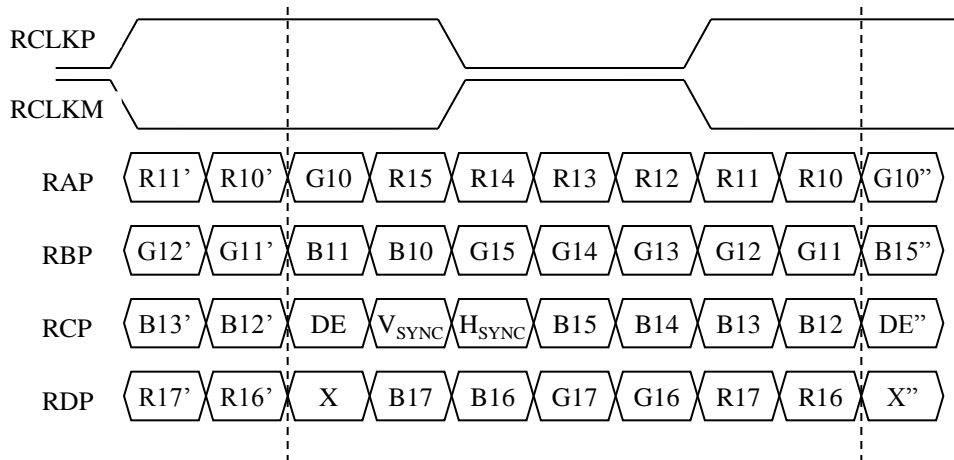 RCLKP
RCLKM
RAP R11’ R10’ G10 R15 R14 R13 R12 R11 R10 G10”
RBP G12’ G11’ B11 B10 G15 G14 G13 G12 G11 B15”
RCP B13’ B12’ DE VSYNC HSYNC B15 B14 B13 B12 DE”
RDP R17’ R16’ X B17 B16 G17 G16 R17 R16 X”